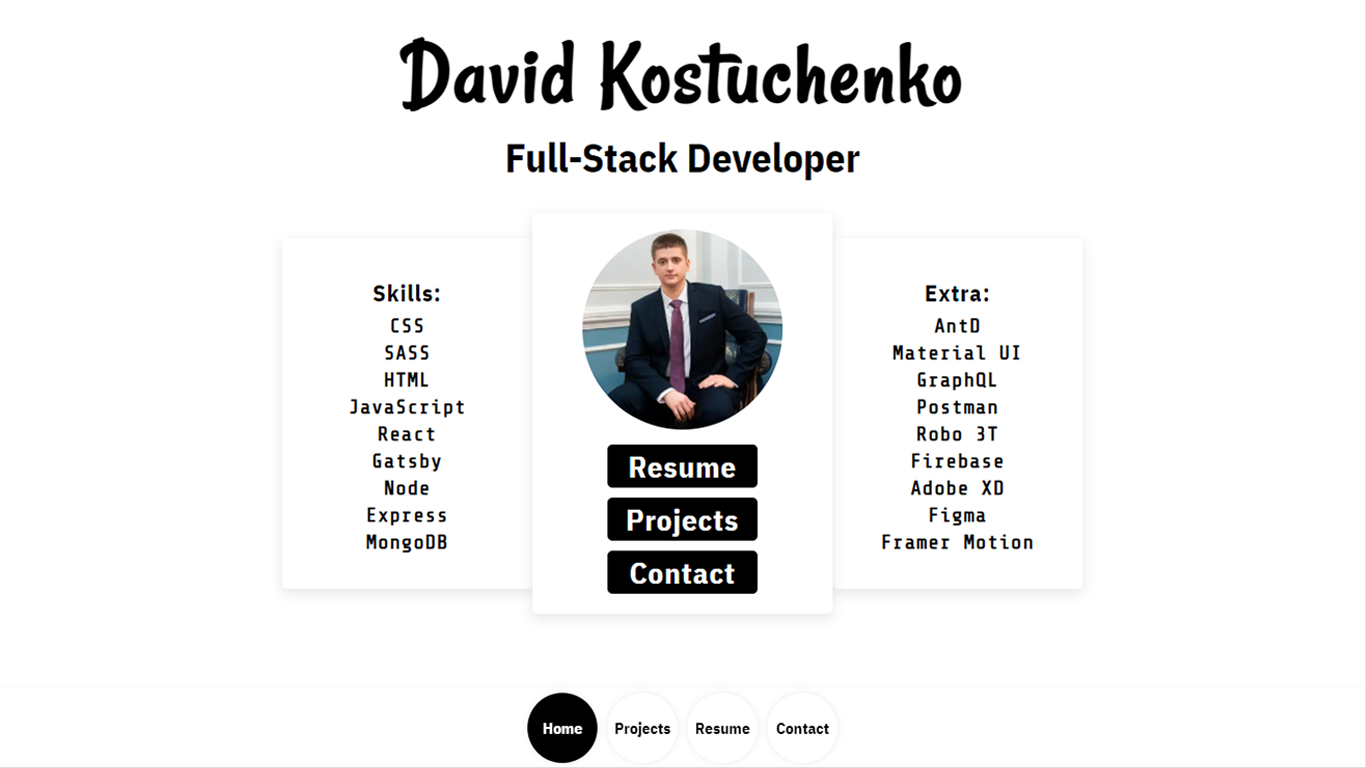 David Kostuchenko
Full-Stack Developer
Skills:
CSS
SASS
HTML
JavaScript
React
Gatsby
Node
Express
MongoDB
Resume
Projects
Contact
Extra:
AntD
Material UI
GraphQL
Postman
Robo 3T
Firebase
Adobe XD
Figma
Framer Motion
Home
Projects
Resume
Contact